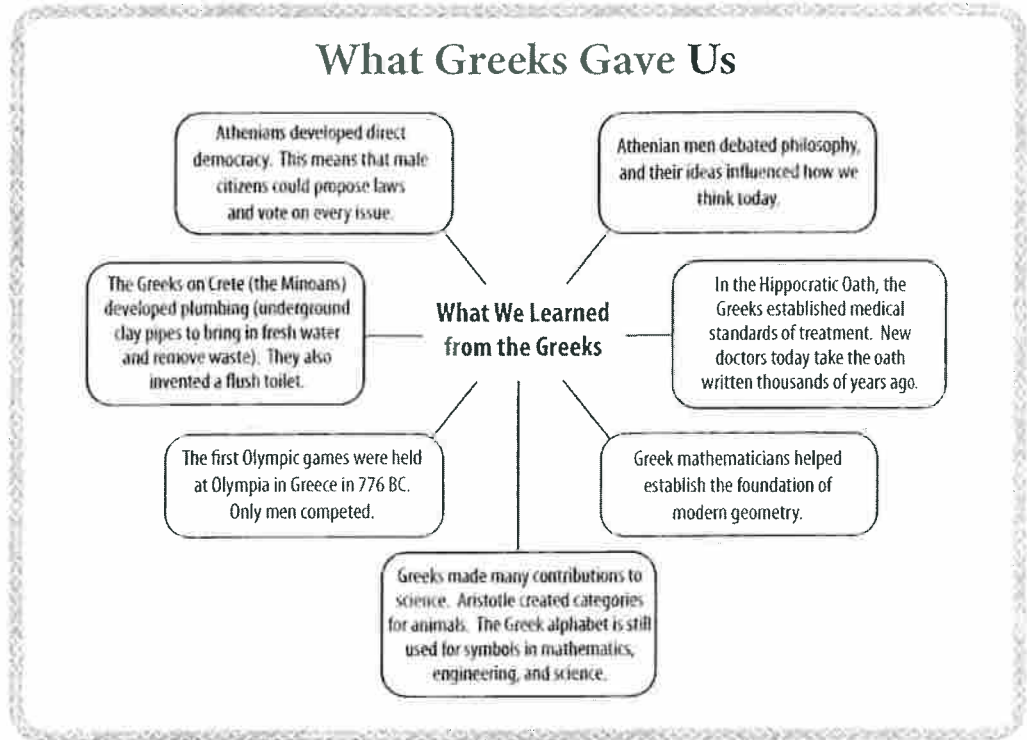 What Greeks Gave Us
Athenians developed direct
democracy. This means that male
citizens could propose laws
and vote on every issue.
Athenian men debated philosophy,
and their ideas influenced how we
think today.
The Greeks on Crete (the Minoans)
developed plumbing (underground
clay pipes to bring in fresh water
and remove waste). They also
invented a flush toilet.
What We Learned
from the Greeks
In the Hippocratic Oath, the
Greeks established medical
standards of treatment. New
doctors today take the oath
written thousands of years ago.
The first Olympic games were held
at Olympia in Greece in 776 BC.
Only men competed.
Greek mathematicians helped
establish the foundation of
modern geometry.
Greeks made many contributions to
science. Aristotle created categories
for animals. The Greek alphabet is still
used for symbols in mathematics,
engineering, and science.